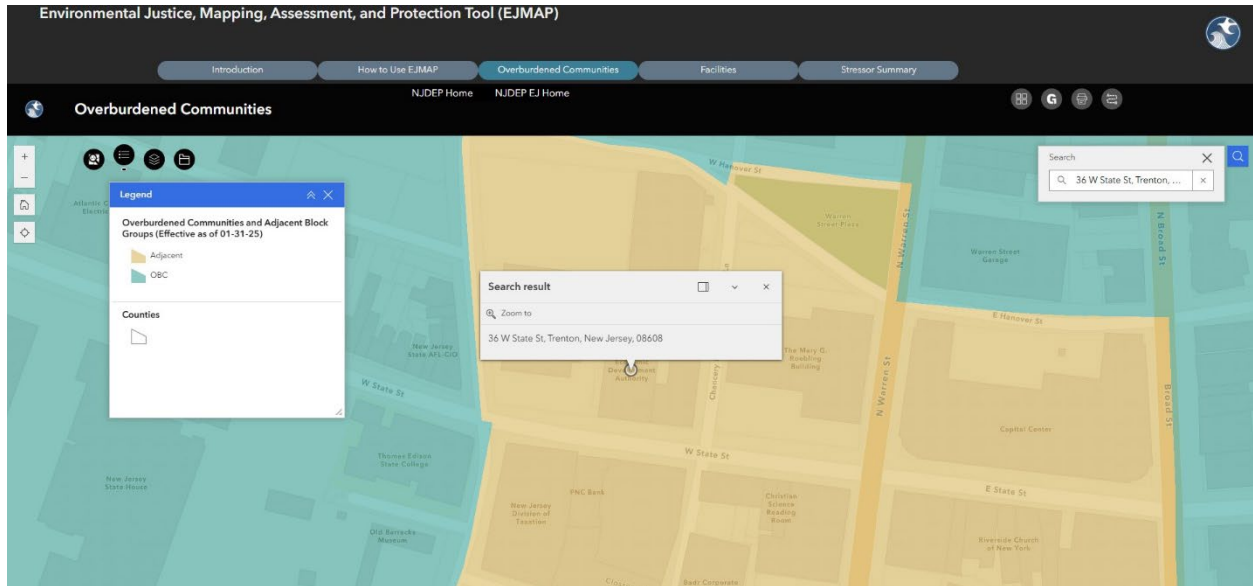 Environmental Justice, Mapping, Assessment, and Protection Tool (EJMAP)
Introduction
How to Use EJMAP
Overburdened Communities
Facilities
Stressor Summary
Overburdened Communities
NJDEP Home
NJDEP EJ Home
G
Search
36 W State St, Trenton, ...
Legend
Overburdened Communities and Adjacent Block
Groups (Effective as of 01-31-25)
Adjacent
OBC
Counties
Search result
Zoom to
36 W State St, Trenton, New Jersey, 08608
W Hanover St
Warren
Street Plaza
N Warren St
Warren Street
Garage
N Broad St
E Hanover St
New Jersey
State AFL-CIO
Development
Authority
Chancery
The Mary G.
Roebling
Building
N Warren St
Broad St
W State St
Capital Center
W State St
Thomas Edison
State College
New Jersey
State House
PNC Bank
Christian
Science
Reading
Room
E State St
New Jersey
Division of
Taxation
Old Barracks
Museum
Riverside Church
of New York